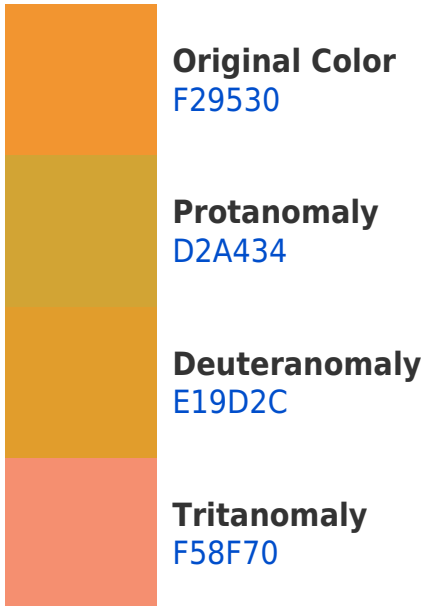 Original Color
F29530
Protanomaly
D2A434
Deuteranomaly
E19D2C
Tritanomaly
F58F70